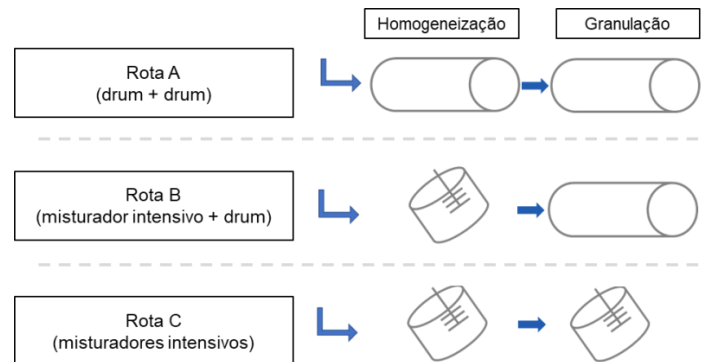 Homogeneização
Granulação
Rota A
(drum + drum)
Rota B
(misturador intensivo + drum)
Rota C
(misturadores intensivos)